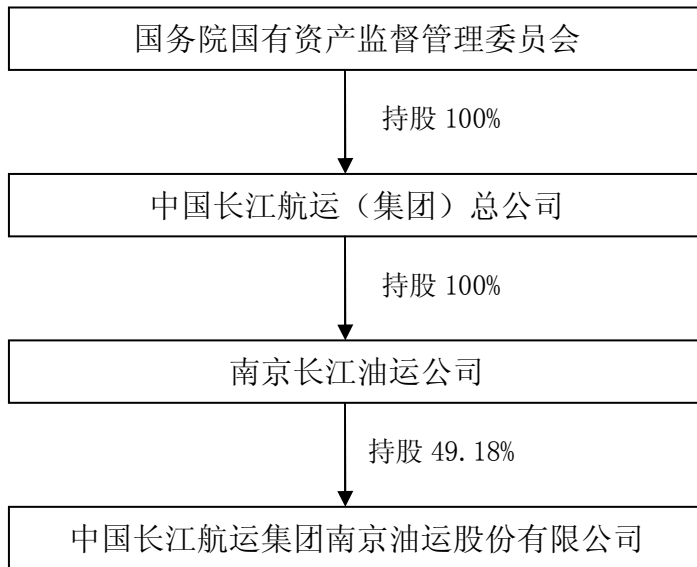 国务院国有资产监督管理委员会
持股 100%
中国长江航运（集团）总公司
持股 100%
南京长江油运公司
持股 49.18%
中国长江航运集团南京油运股份有限公司